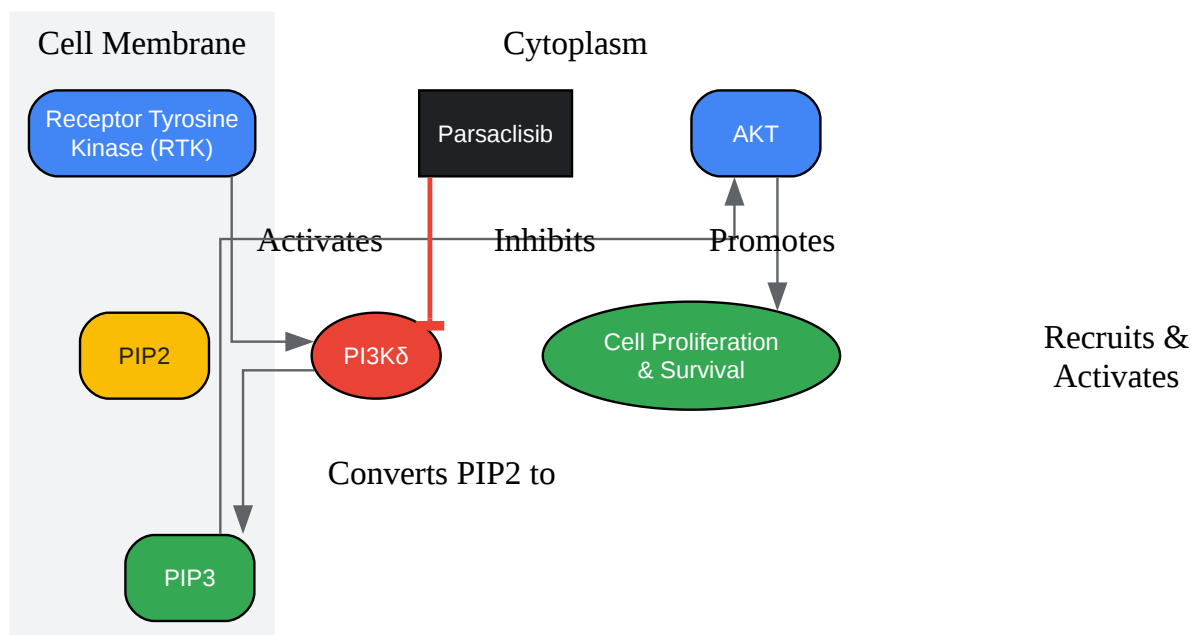 Cell Membrane
Cytoplasm
Receptor Tyrosine
Kinase (RTK)
Parsaclisib
AKT
Activates
Inhibits
Promotes
PIP2
PI3Kδ
Cell Proliferation
& Survival
Recruits &
Activates
Converts PIP2 to
PIP3